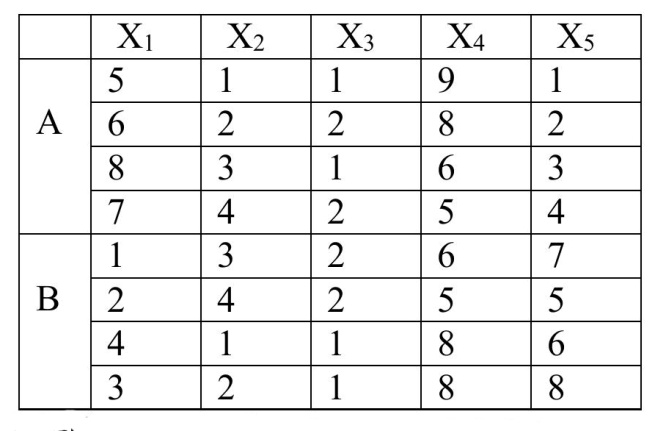 X₁ X₂ X₃ X₄ X₅
5 1 1 9 1
A 6 2 2 8 2
8 3 1 6 3
7 4 2 5 4
1 3 2 6 7
B 2 4 2 5 5
4 1 1 8 6
3 2 1 8 8